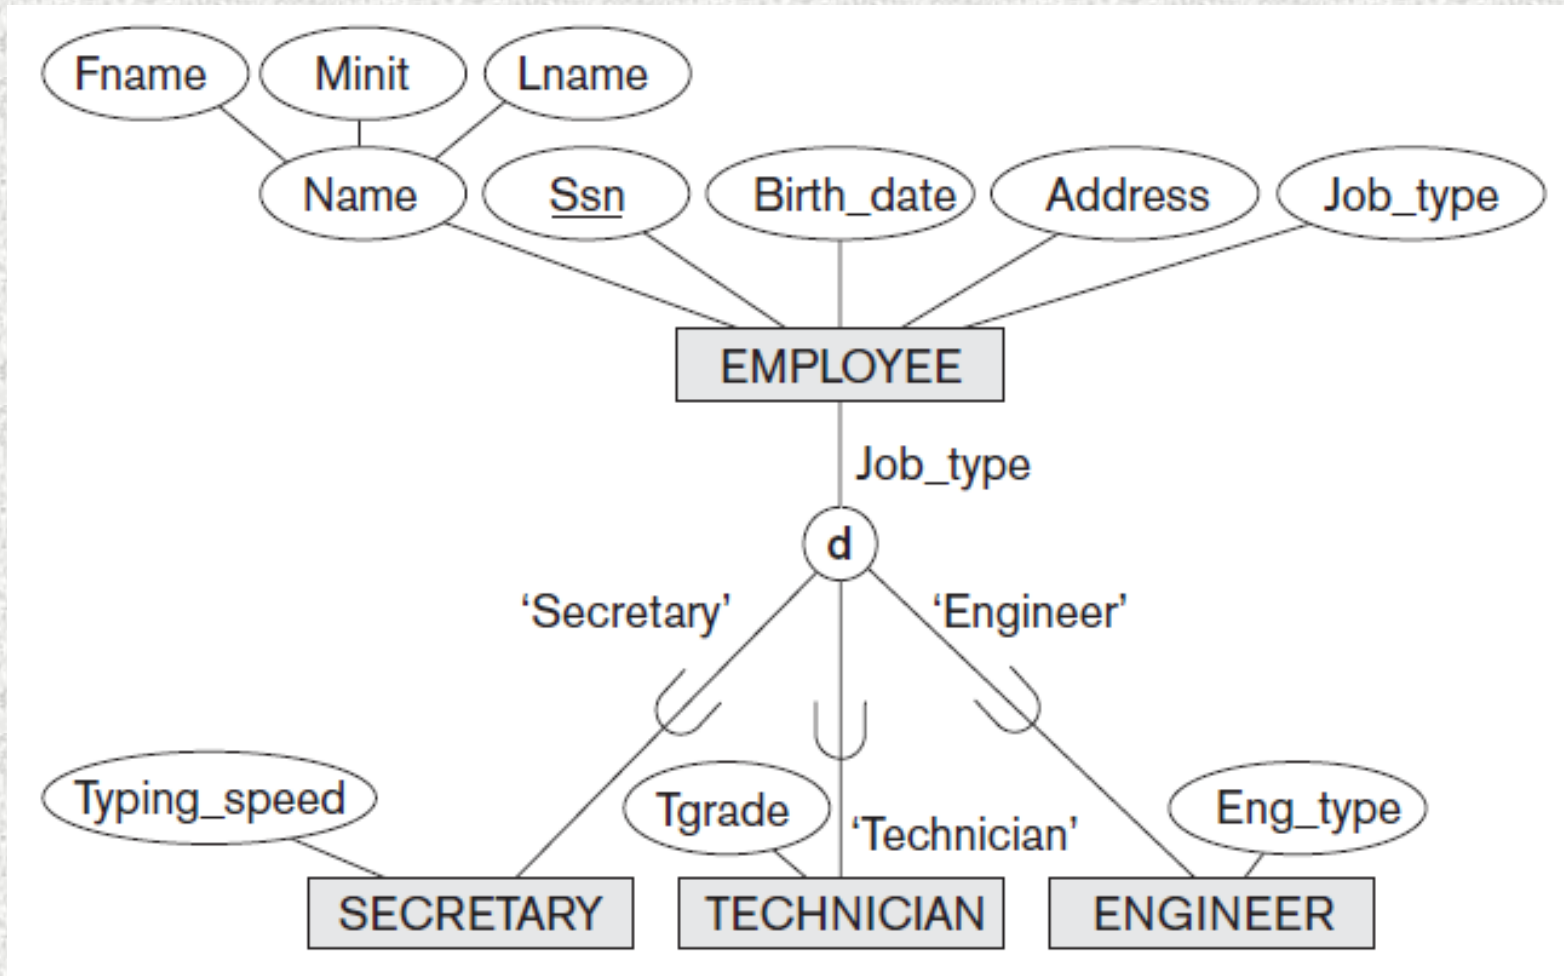 Fname Minit Lname
Name Ssn Birth_date Address Job_type
EMPLOYEE
Job_type
d
‘Secretary’ ‘Engineer’
Typing_speed Tgrade ‘Technician’ Eng_type
SECRETARY TECHNICIAN ENGINEER